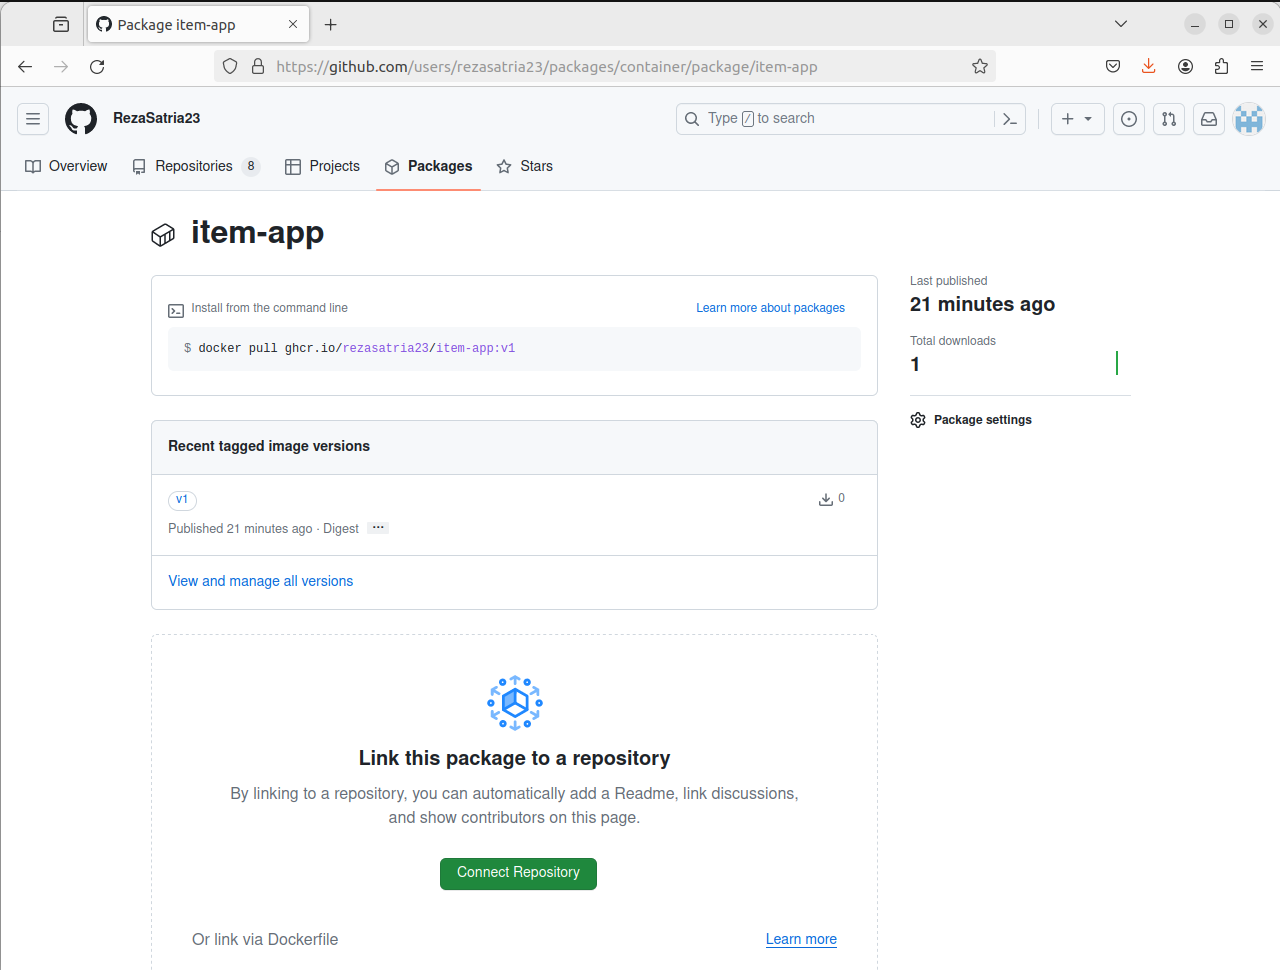 Package item-app
https://github.com/users/rezasatria23/packages/container/package/item-app
RezaSatria23
Type / to search
Overview
Repositories 8
Projects
Packages
Stars
item-app
Install from the command line
Learn more about packages
$ docker pull ghcr.io/rezasatria23/item-app:v1
Last published
21 minutes ago
Total downloads
1
Package settings
Recent tagged image versions
v1
0
Published 21 minutes ago · Digest ···
View and manage all versions
Link this package to a repository
By linking to a repository, you can automatically add a Readme, link discussions,
and show contributors on this page.
Connect Repository
Or link via Dockerfile
Learn more